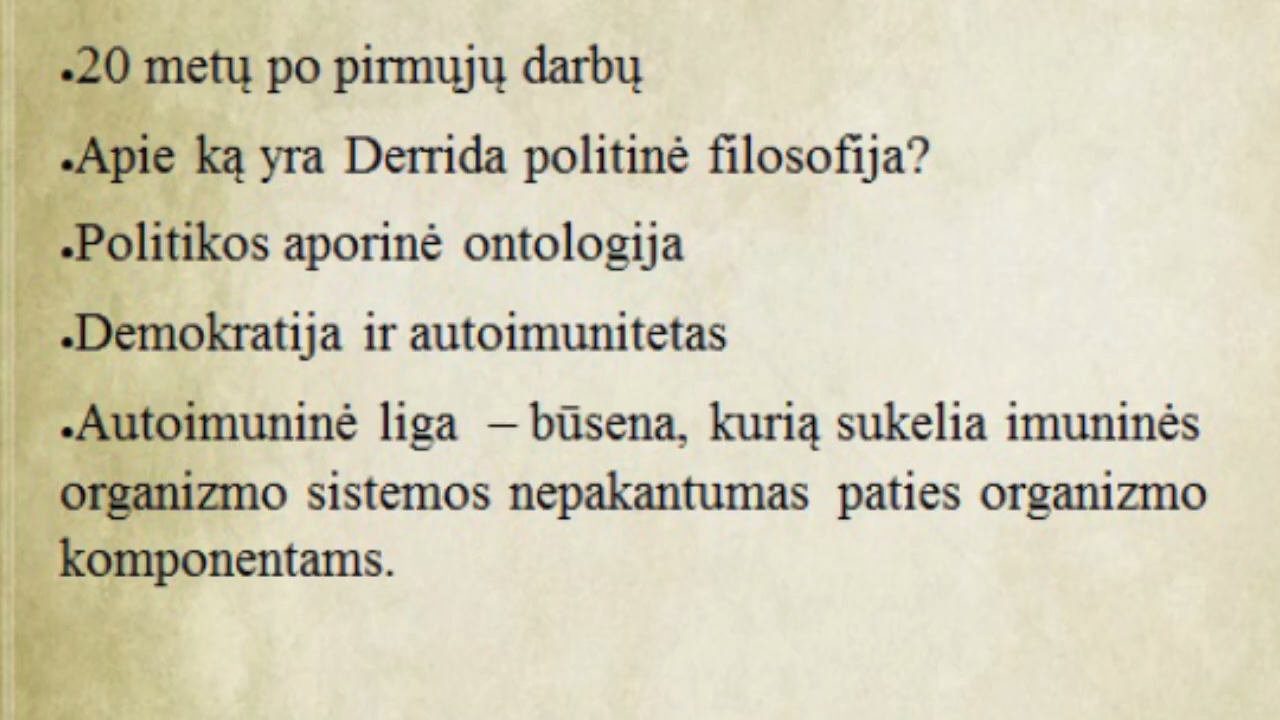 •20 metų po pirmųjų darbų
•Apie ką yra Derrida politinė filosofija?
•Politikos aporinė ontologija
•Demokratija ir autoimunitetas
•Autoimuninė liga – būsena, kurią sukelia imuninės
organizmo sistemos nepakantumas paties organizmo
komponentams.